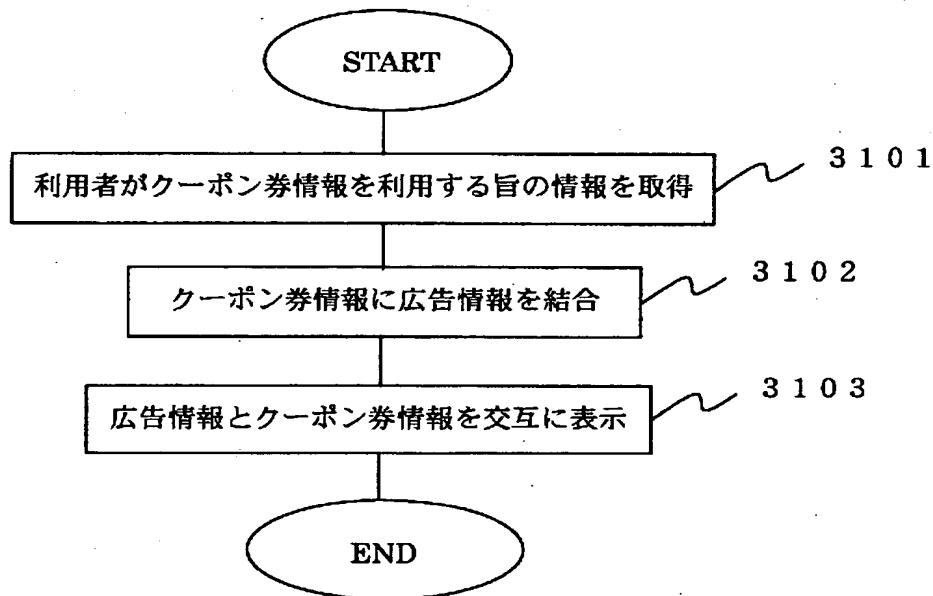 START
利用者がクーポン券情報を利用する旨の情報を取得
３１０１
クーポン券情報に広告情報を結合
３１０２
広告情報とクーポン券情報を交互に表示
３１０３
END